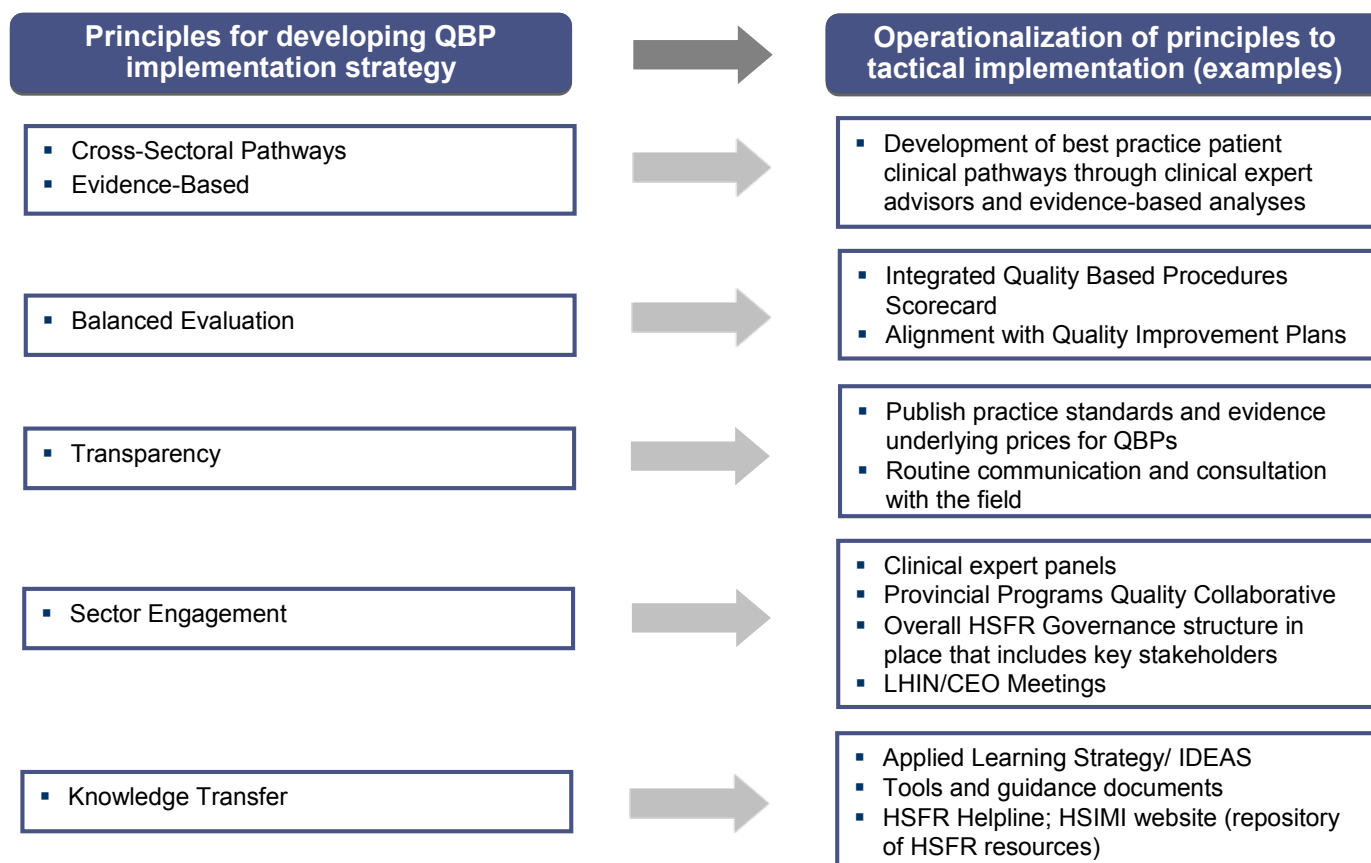 Principles for developing QBP
implementation strategy
Operationalization of principles to
tactical implementation (examples)
▪ Cross-Sectoral Pathways
▪ Evidence-Based
▪ Development of best practice patient
clinical pathways through clinical expert
advisors and evidence-based analyses
▪ Balanced Evaluation
▪ Integrated Quality Based Procedures
Scorecard
▪ Alignment with Quality Improvement Plans
▪ Transparency
▪ Publish practice standards and evidence
underlying prices for QBPs
▪ Routine communication and consultation
with the field
▪ Sector Engagement
▪ Clinical expert panels
▪ Provincial Programs Quality Collaborative
▪ Overall HSFR Governance structure in
place that includes key stakeholders
▪ LHIN/CEO Meetings
▪ Knowledge Transfer
▪ Applied Learning Strategy/ IDEAS
▪ Tools and guidance documents
▪ HSFR Helpline; HSIMI website (repository
of HSFR resources)